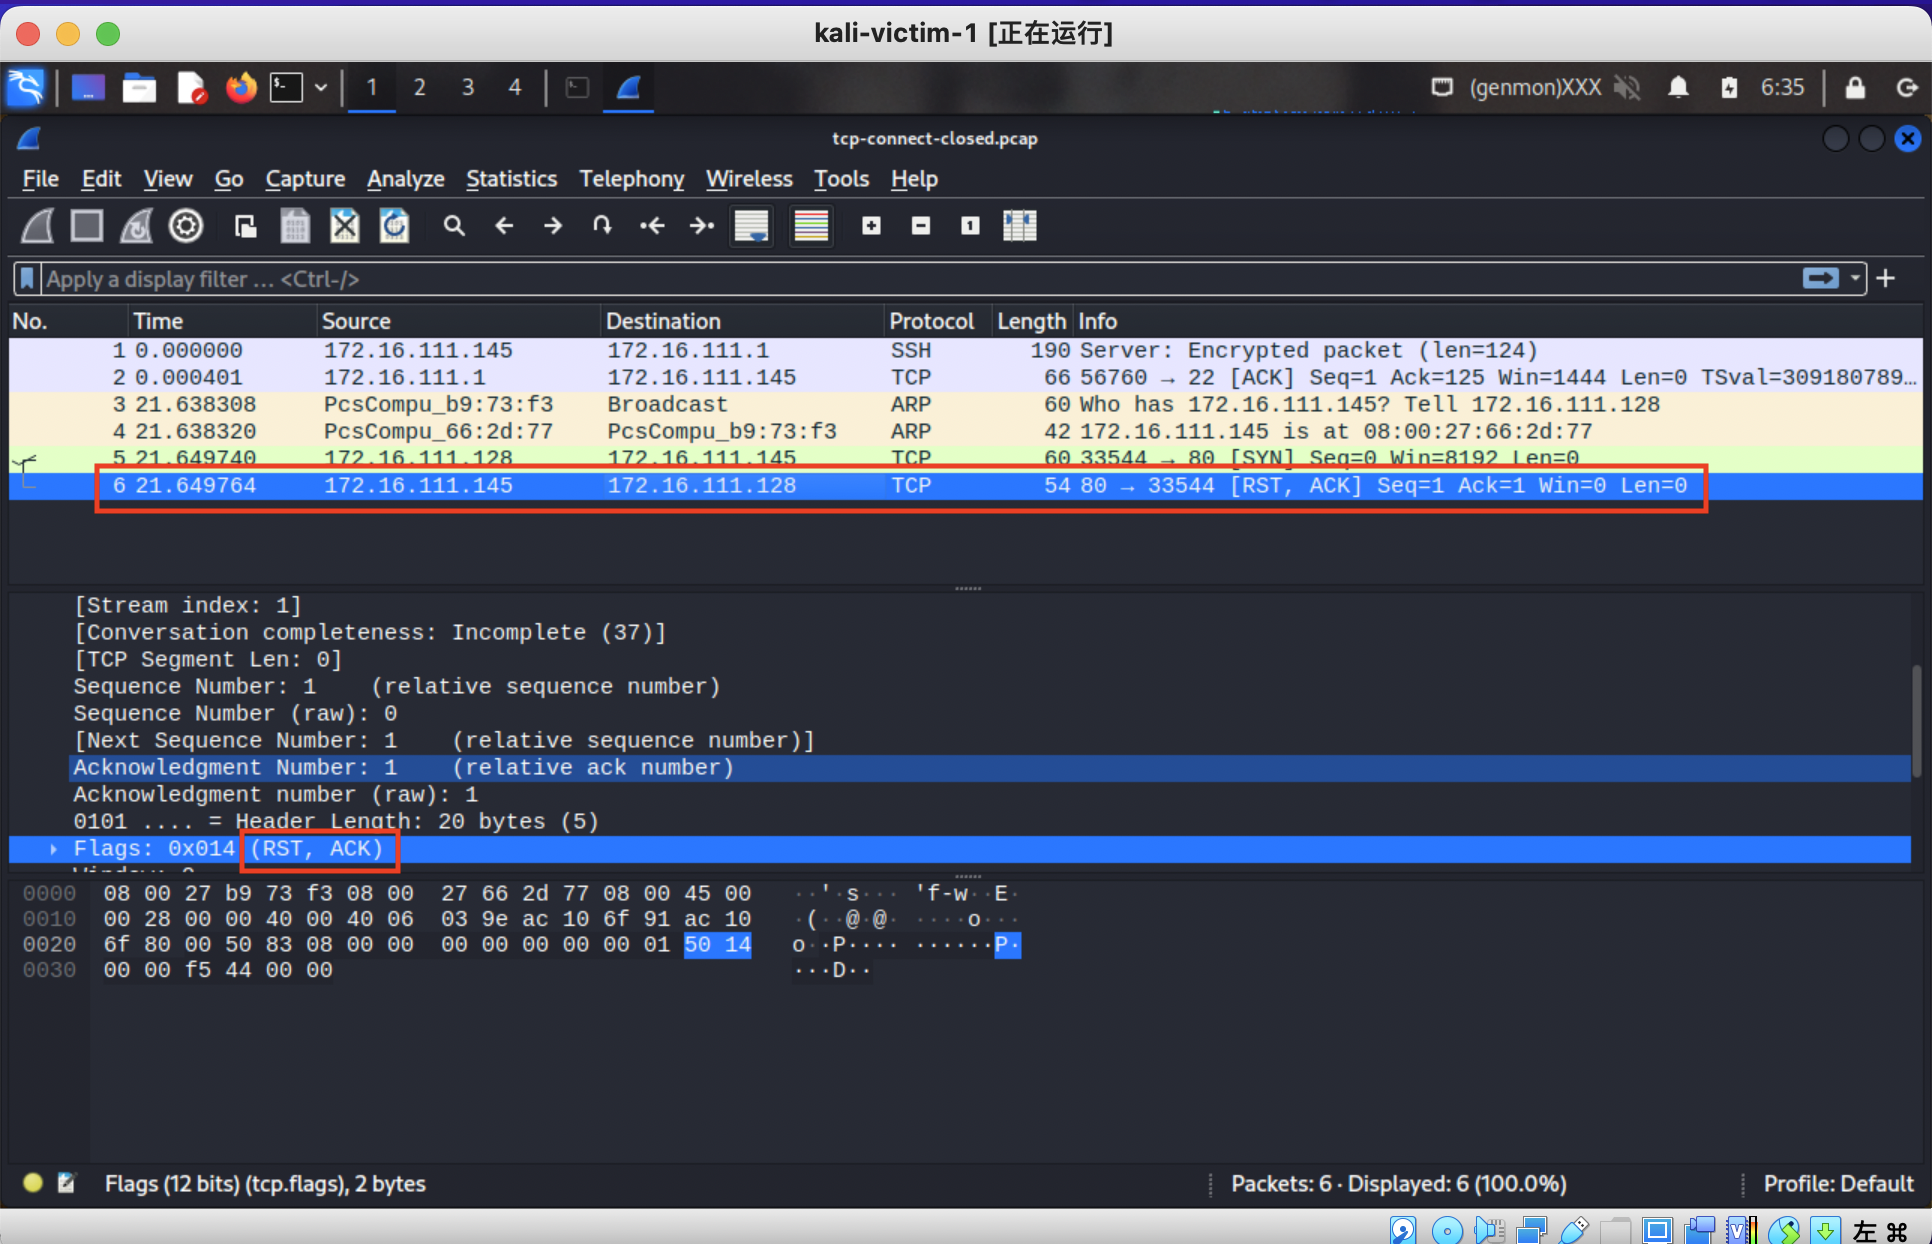 kali-victim-1 [正在运行]
1 2 3 4 (genmon)XXX 6:35
tcp-connect-closed.pcap
File Edit View Go Capture Analyze Statistics Telephony Wireless Tools Help
Apply a display filter … <Ctrl-/>
No. Time Source Destination Protocol Length Info
1 0.000000 172.16.111.145 172.16.111.1 SSH 190 Server: Encrypted packet (len=124)
2 0.000401 172.16.111.1 172.16.111.145 TCP 66 56760 → 22 [ACK] Seq=1 Ack=125 Win=1444 Len=0 TSval=309180789…
3 21.638308 PcsCompu_b9:73:f3 Broadcast ARP 60 Who has 172.16.111.145? Tell 172.16.111.128
4 21.638320 PcsCompu_66:2d:77 PcsCompu_b9:73:f3 ARP 42 172.16.111.145 is at 08:00:27:66:2d:77
5 21.649740 172.16.111.128 172.16.111.145 TCP 60 33544 → 80 [SYN] Seq=0 Win=8192 Len=0
6 21.649764 172.16.111.145 172.16.111.128 TCP 54 80 → 33544 [RST, ACK] Seq=1 Ack=1 Win=0 Len=0
[Stream index: 1]
[Conversation completeness: Incomplete (37)]
[TCP Segment Len: 0]
Sequence Number: 1 (relative sequence number)
Sequence Number (raw): 0
[Next Sequence Number: 1 (relative sequence number)]
Acknowledgment Number: 1 (relative ack number)
Acknowledgment number (raw): 1
0101 .... = Header Length: 20 bytes (5)
Flags: 0x014 (RST, ACK)
0000 08 00 27 b9 73 f3 08 00 27 66 2d 77 08 00 45 00 ··'·s··· 'f-w··E·
0010 00 28 00 00 40 00 40 06 03 9e ac 10 6f 91 ac 10 ·(··@·@· ····o···
0020 6f 80 00 50 83 08 00 00 00 00 00 00 00 01 50 14 o··P···· ······P·
0030 00 00 f5 44 00 00 ···D··
Flags (12 bits) (tcp.flags), 2 bytes Packets: 6 · Displayed: 6 (100.0%) Profile: Default
左 ⌘